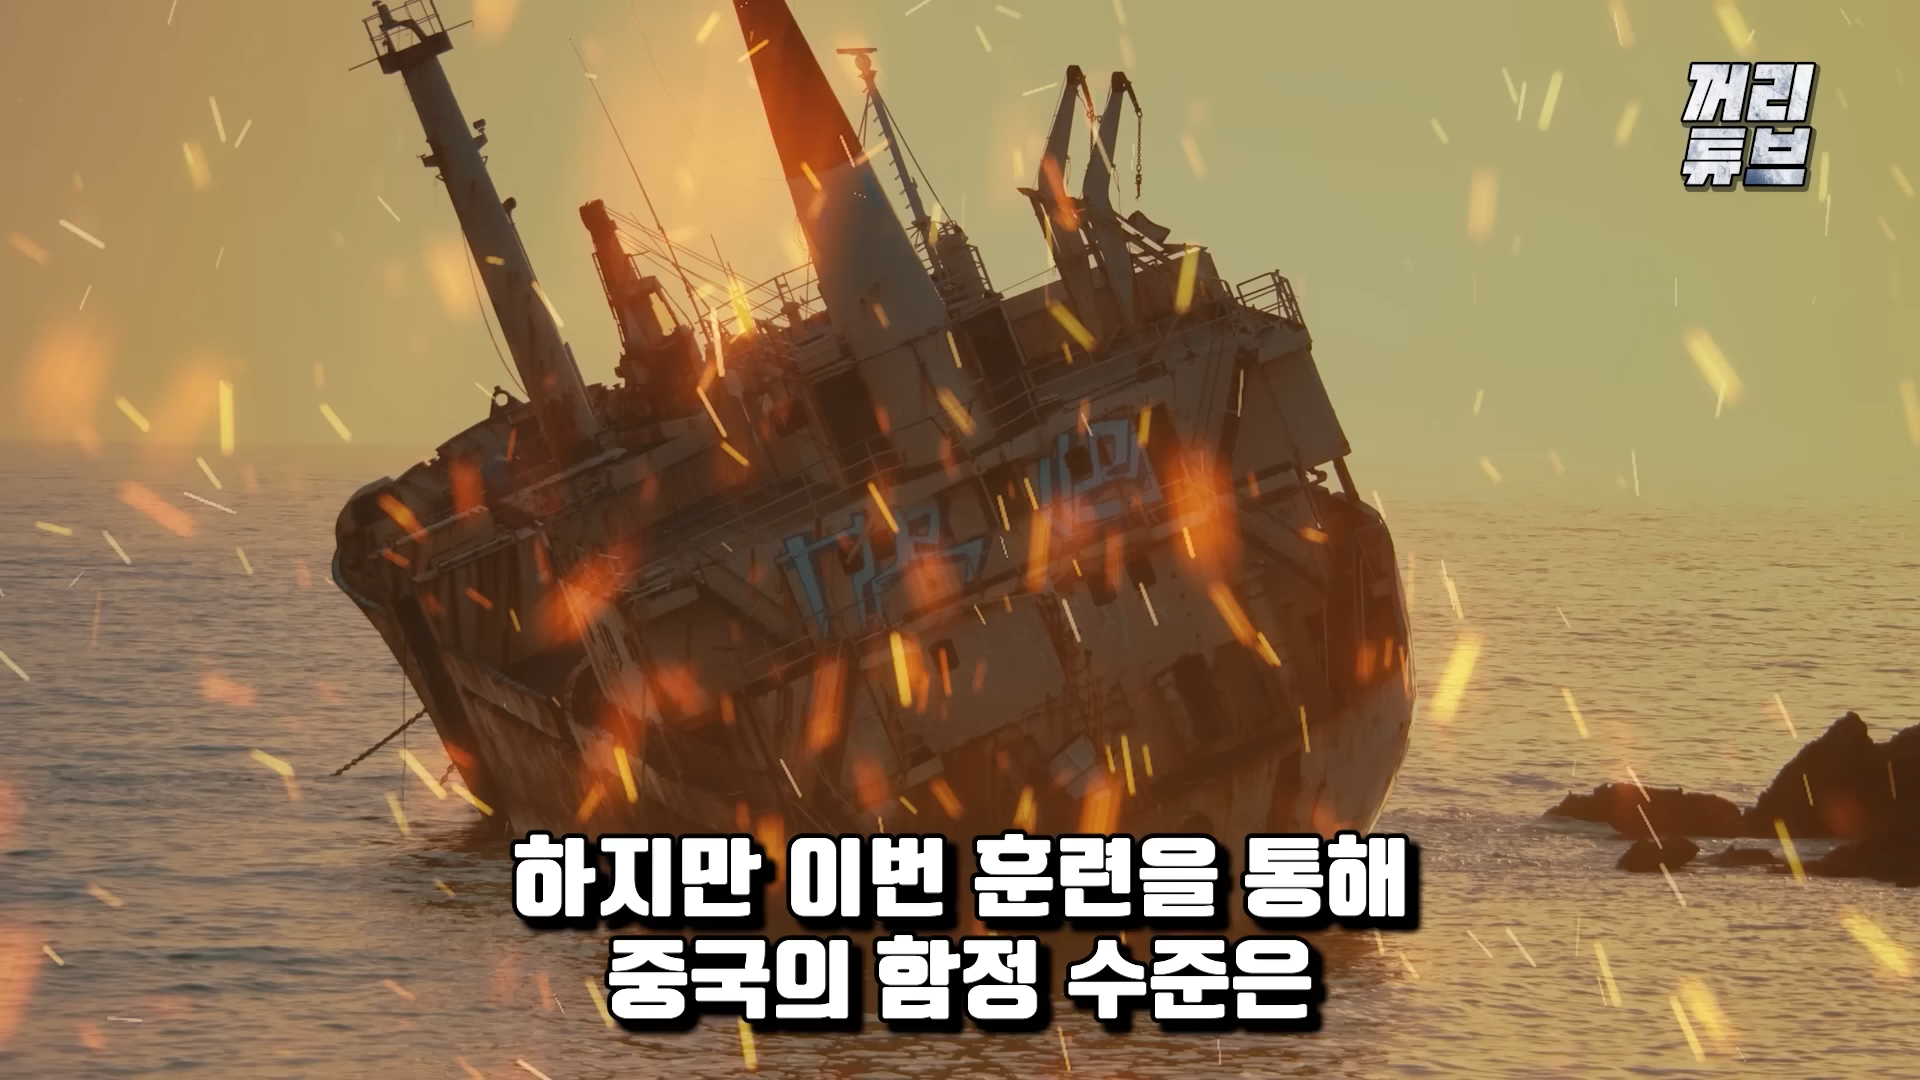 꺼리
튜브
하지만 이번 훈련을 통해
중국의 함정 수준은